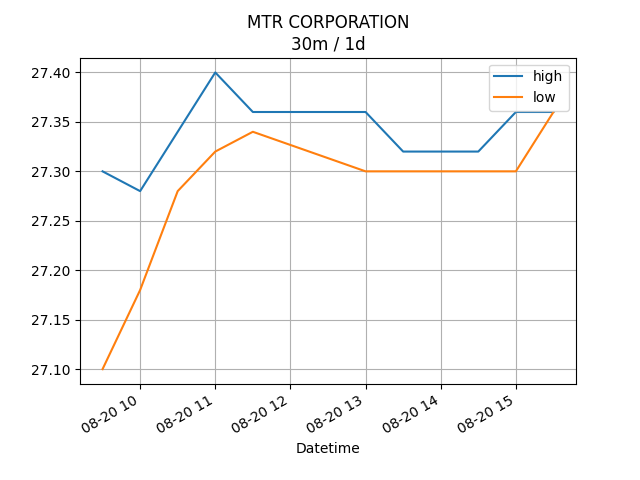 MTR CORPORATION
30m / 1d
high
low
27.40
27.35
27.30
27.25
27.20
27.15
27.10
08-20 10
08-20 11
08-20 12
08-20 13
08-20 14
08-20 15
Datetime